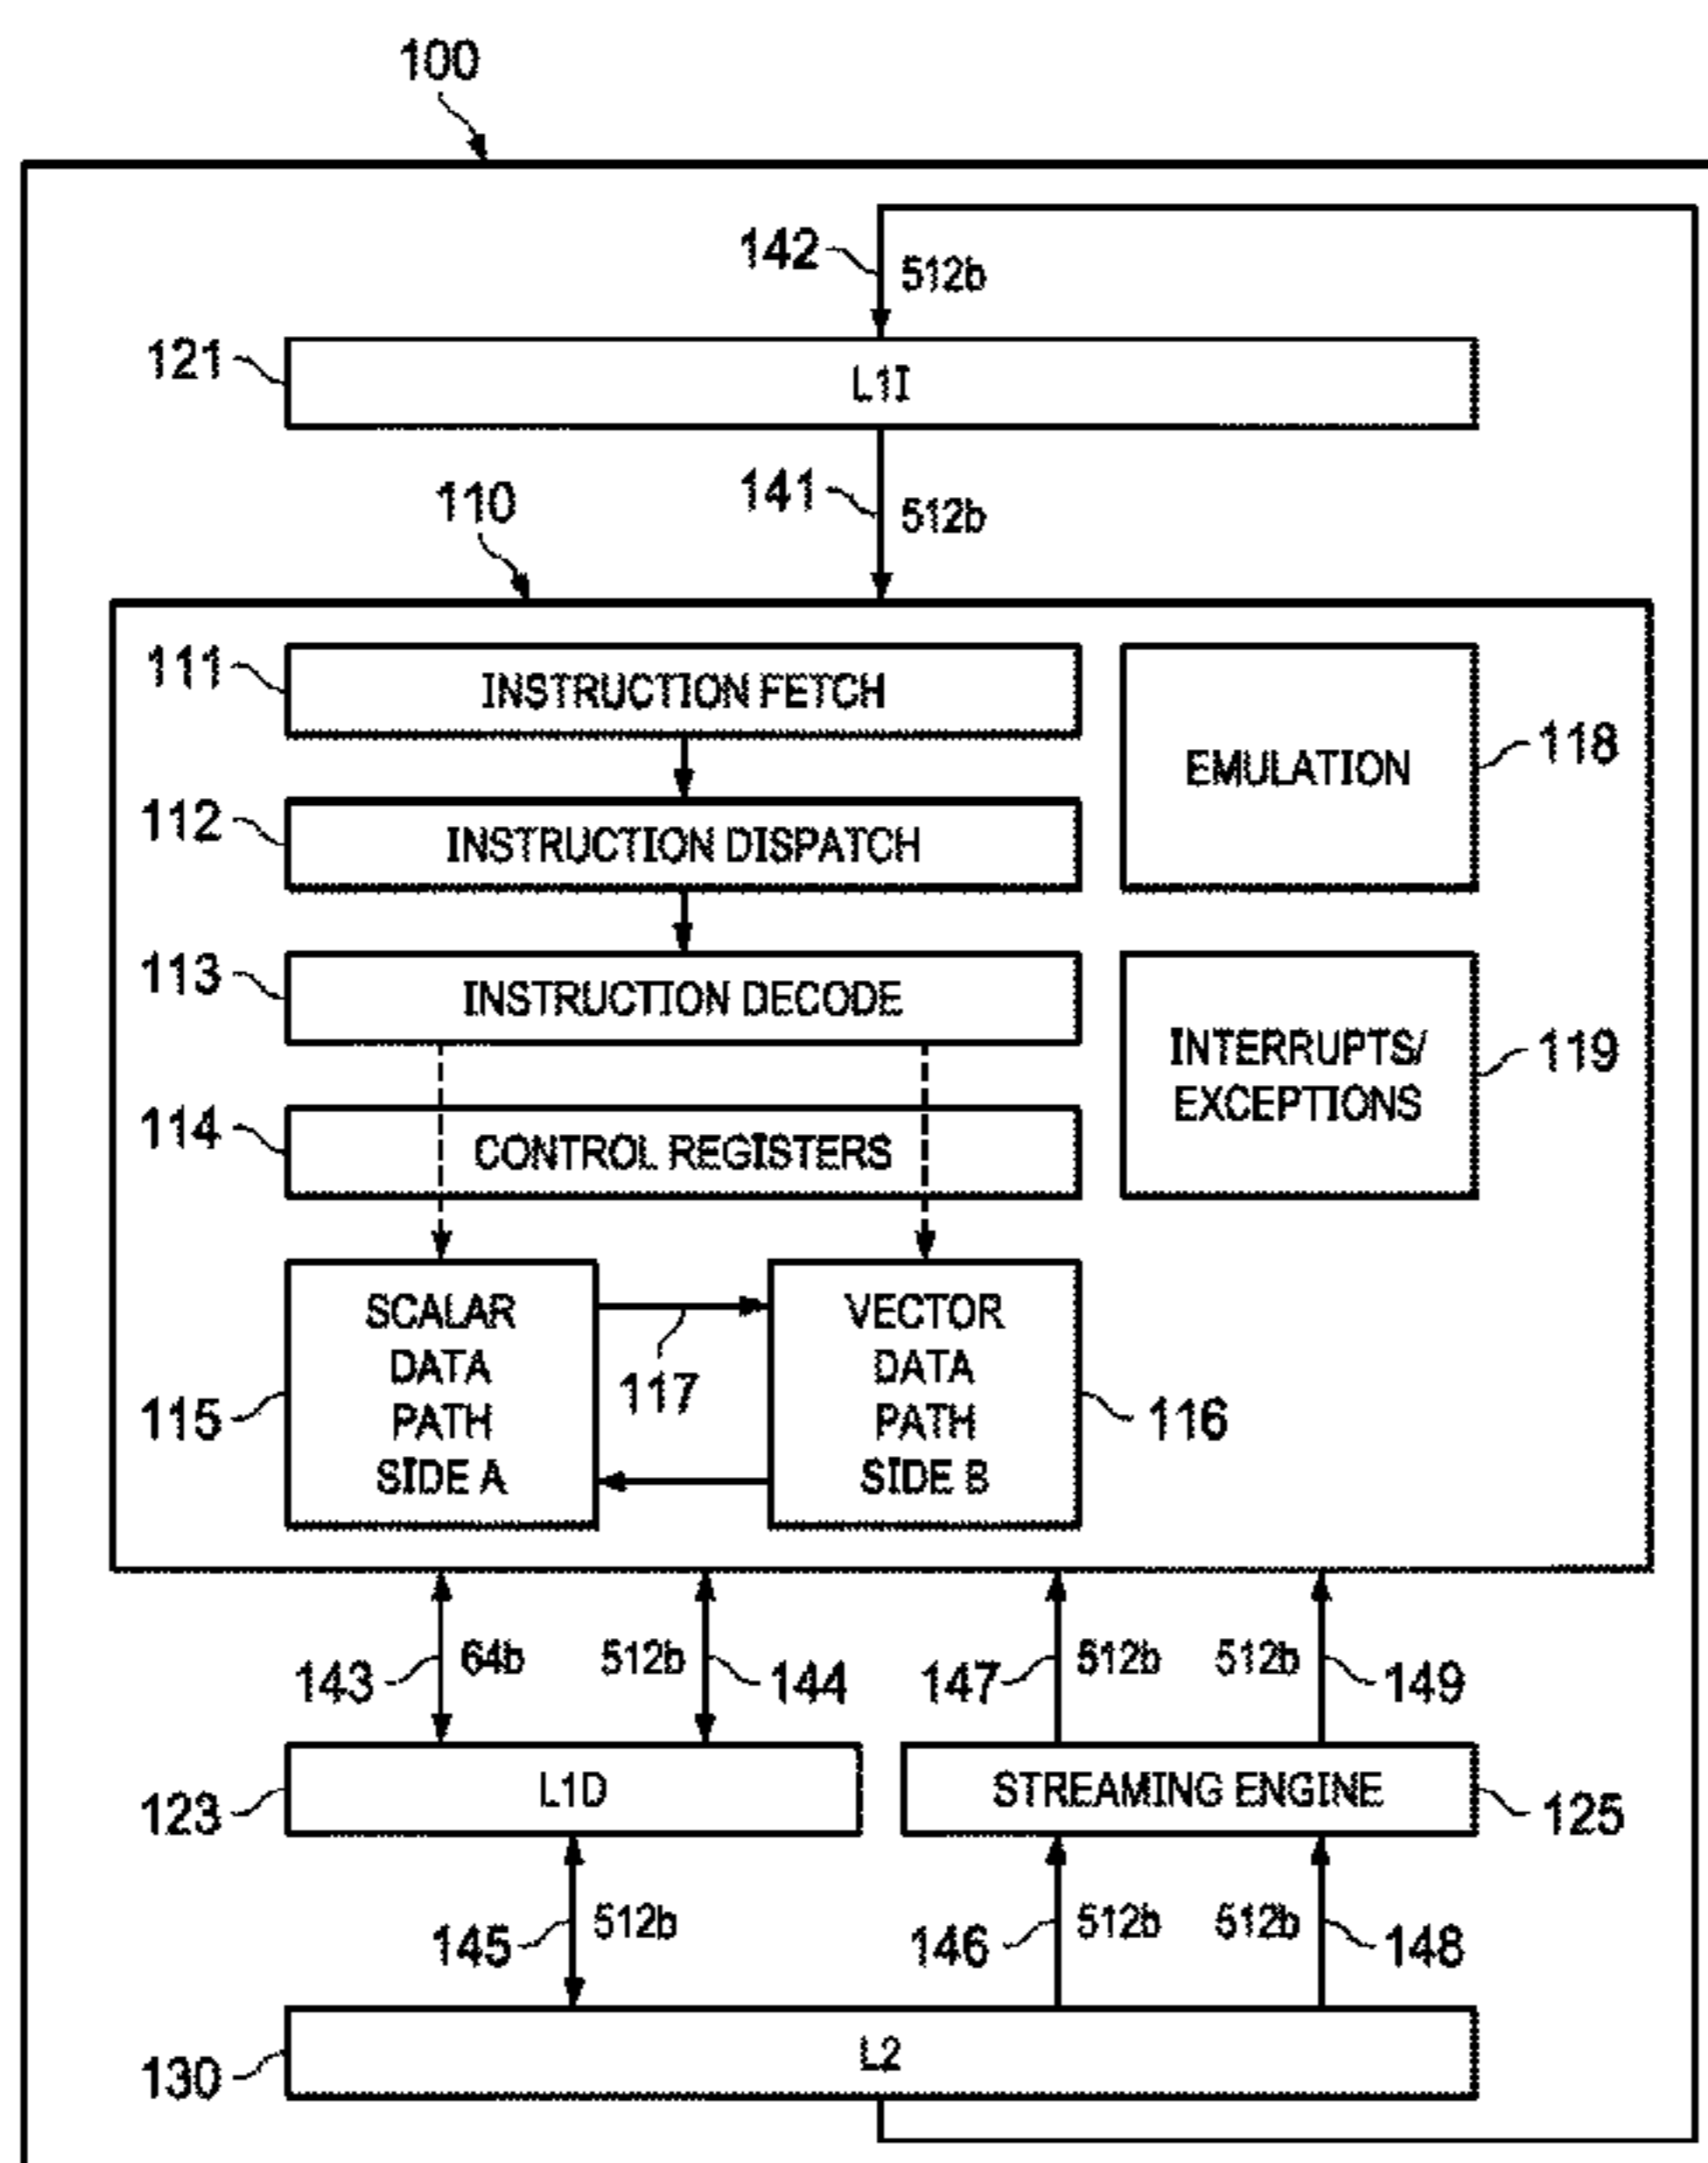 100
142
512b
121
L1I
110
141
512b
111
INSTRUCTION FETCH
EMULATION
118
112
INSTRUCTION DISPATCH
113
INSTRUCTION DECODE
INTERRUPTS/
EXCEPTIONS
119
114
CONTROL REGISTERS
SCALAR
DATA
PATH
SIDE A
115
117
VECTOR
DATA
PATH
SIDE B
116
143
64b
512b
144
147
512b
512b
149
123
L1D
STREAMING ENGINE
125
145
512b
146
512b
512b
148
130
L2